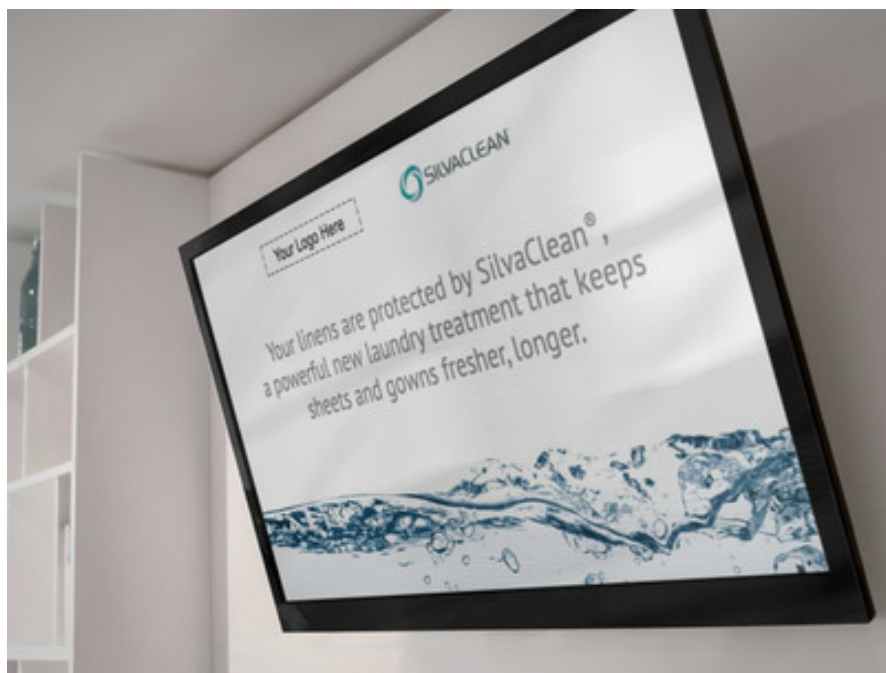 SILVACLEAN
Your Logo Here
Your linens are protected by SilvaClean®,
a powerful new laundry treatment that keeps
sheets and gowns fresher, longer.